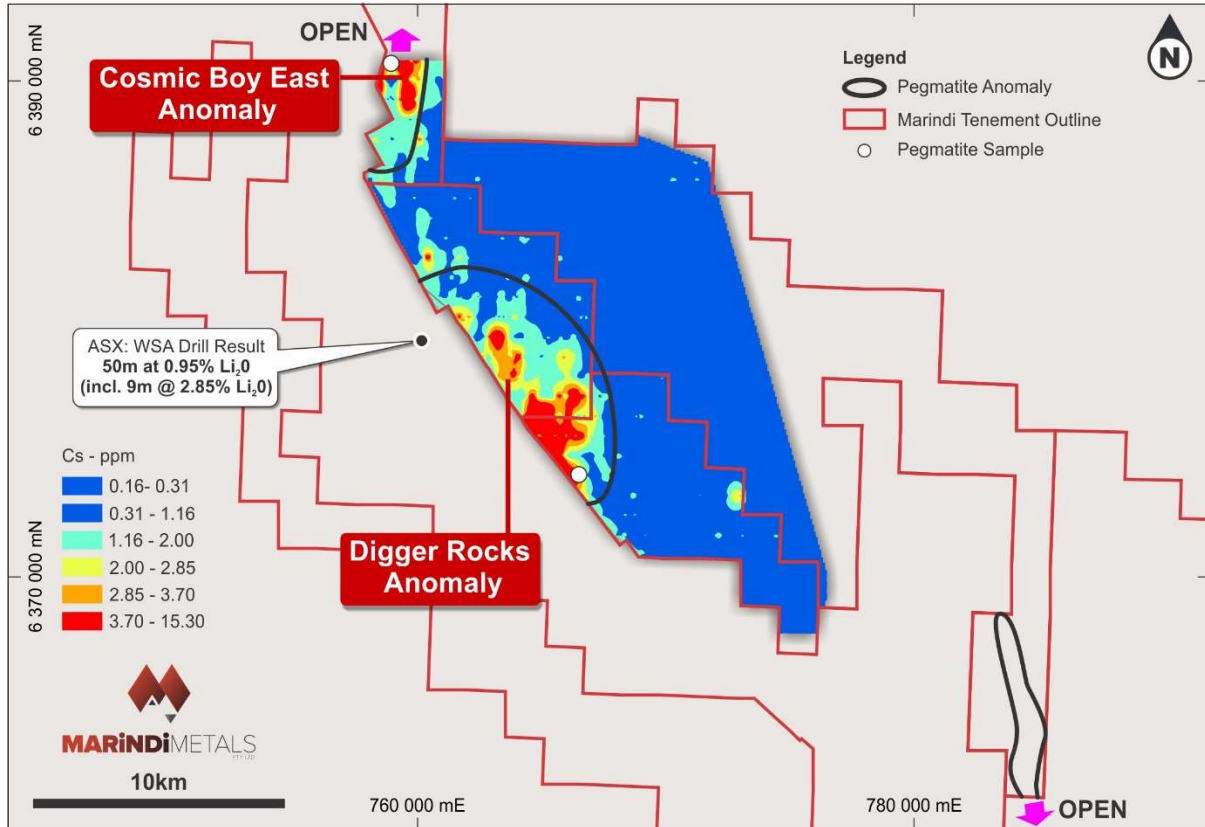 OPEN
Cosmic Boy East
Anomaly
6 390 000 mN
Legend
Pegmatite Anomaly
Marindi Tenement Outline
Pegmatite Sample
N
ASX: WSA Drill Result
50m at 0.95% Li₂0
(incl. 9m @ 2.85% Li₂0)
Cs - ppm
0.16- 0.31
0.31 - 1.16
1.16 - 2.00
2.00 - 2.85
2.85 - 3.70
3.70 - 15.30
Digger Rocks
Anomaly
6 370 000 mN
MARiNDiMETALS
PTY LTD
10km
760 000 mE
780 000 mE
OPEN